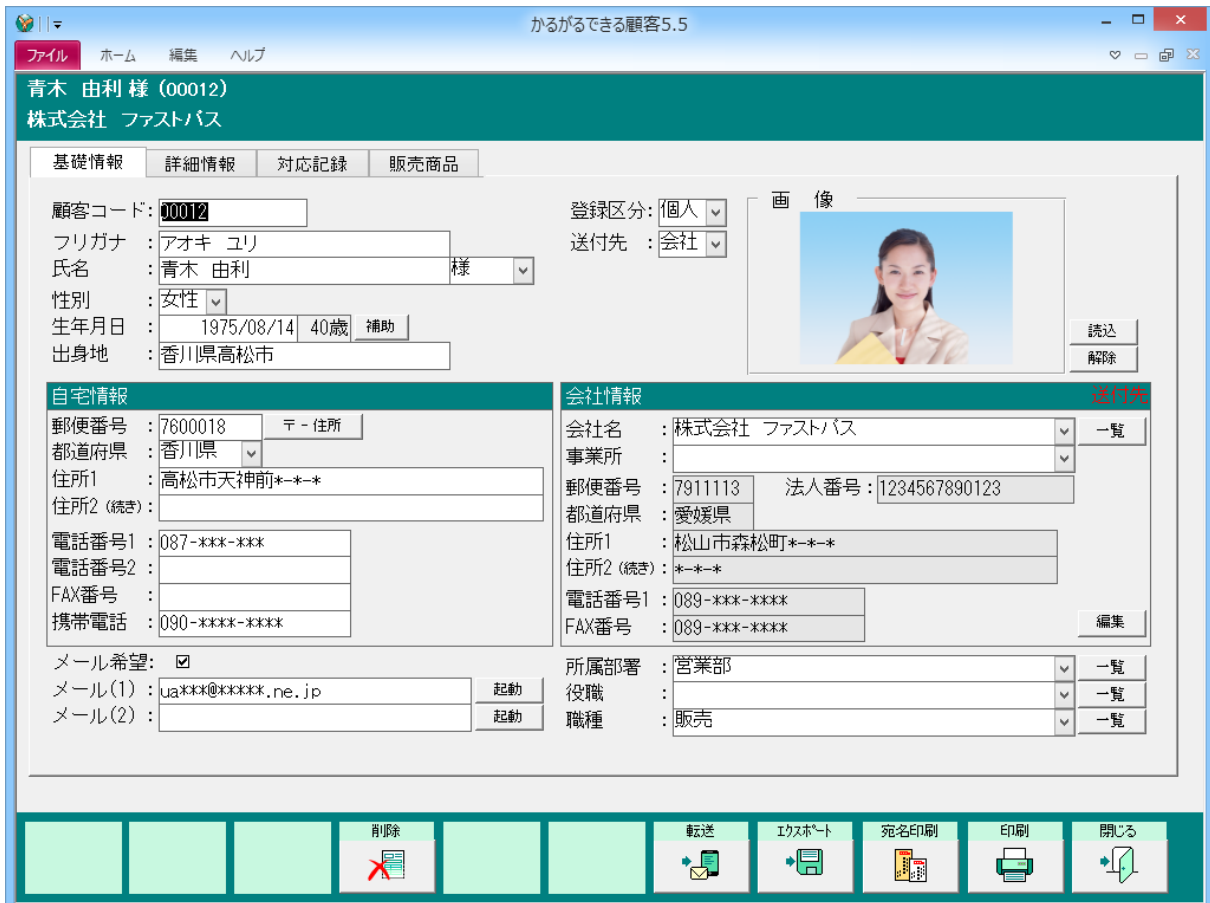 かるがるできる顧客5.5
ファイル ホーム 編集 ヘルプ
青木 由利 様 (00012)
株式会社 ファストバス
基礎情報 詳細情報 対応記録 販売商品
顧客コード: 00012
フリガナ : アオキ ユリ
氏名 : 青木 由利 様
性別 : 女性
生年月日 : 1975/08/14 40歳 補助
出身地 : 香川県高松市
登録区分: 個人
送付先 : 会社
画 像
読込
解除
自宅情報
郵便番号 : 7600018 〒-住所
都道府県 : 香川県
住所1 : 高松市天神前*-*-*
住所2 (続き) :
電話番号1 : 087-***-***
電話番号2 :
FAX番号 :
携帯電話 : 090-****-****
メール希望:
メール(1) : ua***@*****.ne.jp 起動
メール(2) : 起動
会社情報 送付先
会社名 : 株式会社 ファストバス 一覧
事業所 :
郵便番号 : 7911113 法人番号 : 1234567890123
都道府県 : 愛媛県
住所1 : 松山市森松町*-*-*
住所2 (続き) : *-*-*
電話番号1 : 089-***-****
FAX番号 : 089-***-**** 編集
所属部署 : 営業部 一覧
役職 : 一覧
職種 : 販売 一覧
削除 転送 エクスポート 宛名印刷 印刷 閉じる